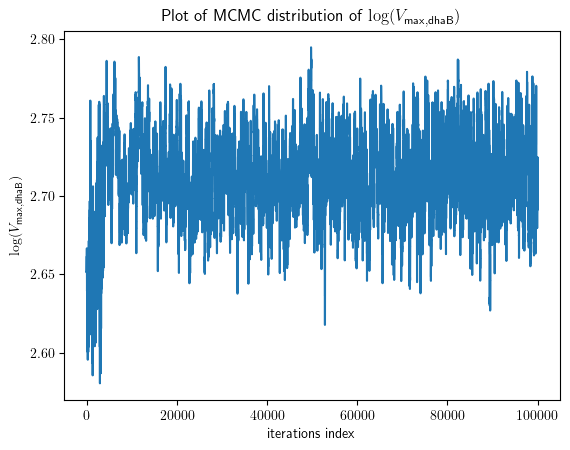 Plot of MCMC distribution of log(V_max,dhaB)
log(V_max,dhaB)
2.80
2.75
2.70
2.65
2.60
0 20000 40000 60000 80000 100000
iterations index